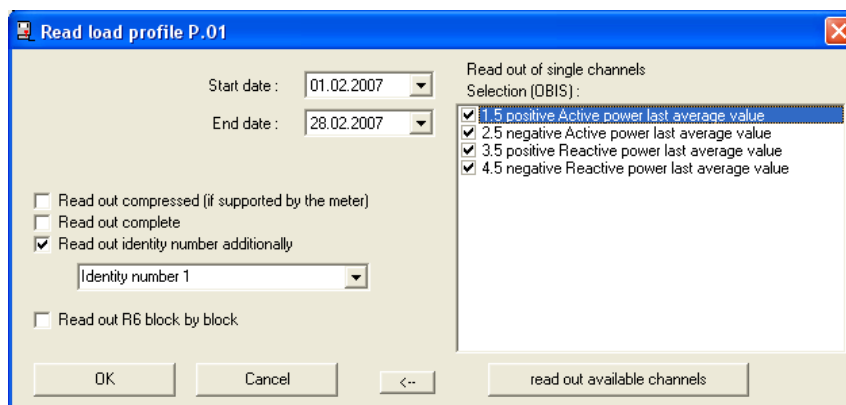 Read load profile P.01
Start date :
01.02.2007
End date :
28.02.2007
Read out compressed (if supported by the meter)
Read out complete
Read out identity number additionally
Identity number 1
Read out R6 block by block
OK
Cancel
<--
Read out of single channels
Selection (OBIS) :
1.5 positive Active power last average value
2.5 negative Active power last average value
3.5 positive Reactive power last average value
4.5 negative Reactive power last average value
read out available channels